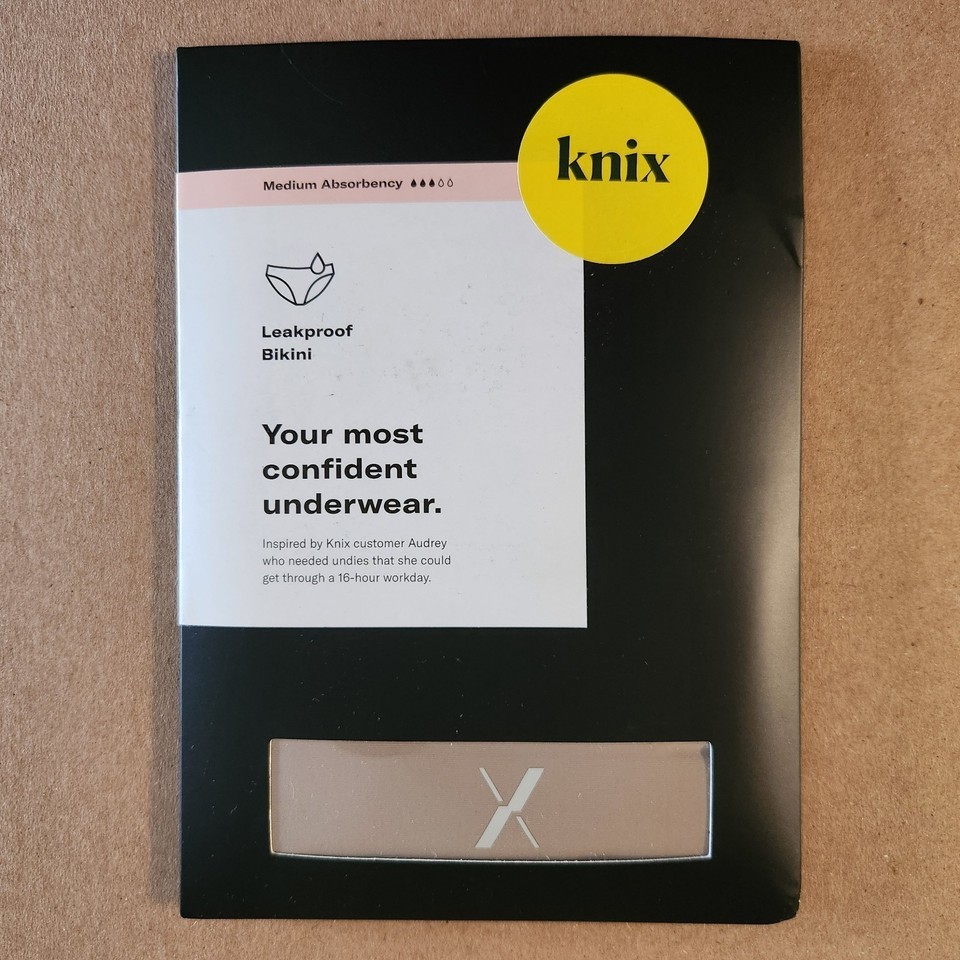 knix
Medium Absorbency
Leakproof
Bikini
Your most
confident
underwear.
Inspired by Knix customer Audrey
who needed undies that she could
get through a 16-hour workday.
X